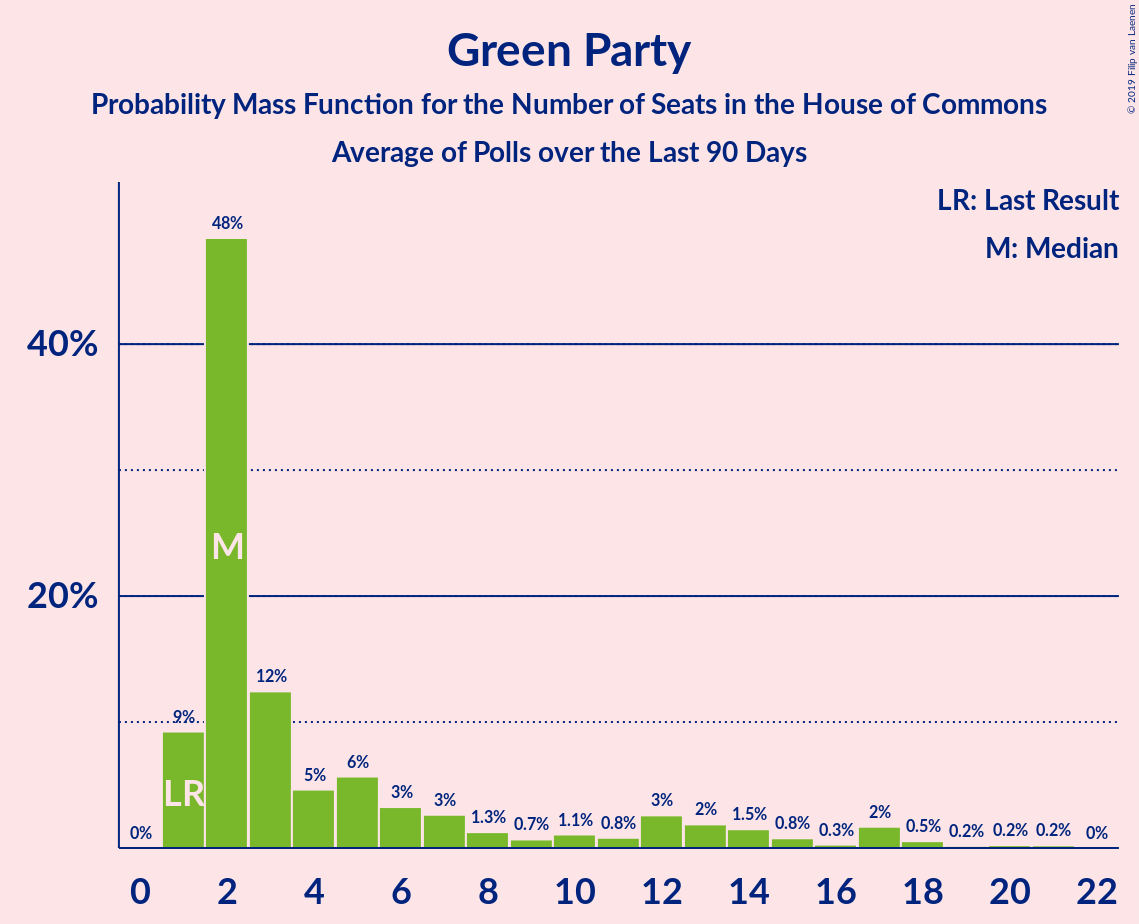 Green Party
Probability Mass Function for the Number of Seats in the House of Commons
Average of Polls over the Last 90 Days
© 2019 Filip van Laenen
LR: Last Result
M: Median
40%
20%
0%
9%
48%
12%
5%
6%
3%
3%
1.3%
0.7%
1.1%
0.8%
3%
2%
1.5%
0.8%
0.3%
2%
0.5%
0.2%
0.2%
0.2%
0%
LR
M
0 2 4 6 8 10 12 14 16 18 20 22